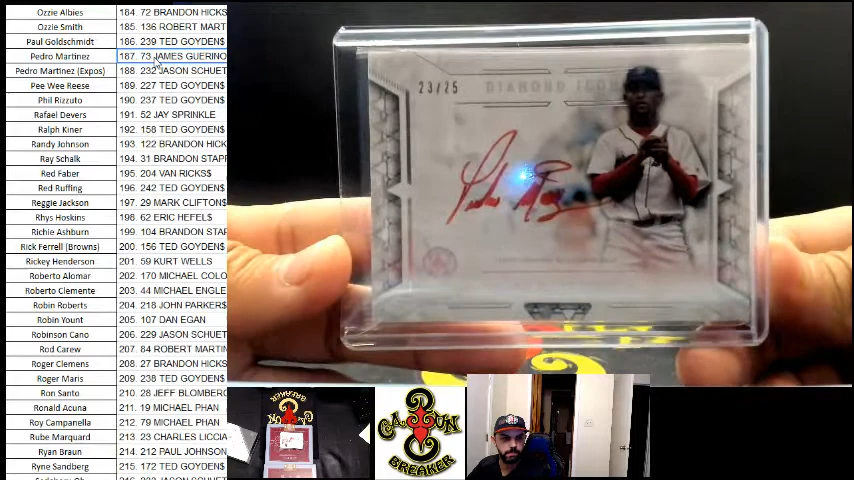 Ozzie Albies 184. 72 BRANDON HICKS
Ozzie Smith 185. 136 ROBERT MART
Paul Goldschmidt 186. 239 TED GOYDEN$
Pedro Martinez 187. 73 JAMES GUERINO
Pedro Martinez (Expos) 188. 232 JASON SCHUET
Pee Wee Reese 189. 227 TED GOYDEN$
Phil Rizzuto 190. 237 TED GOYDEN$
Rafael Devers 191. 52 JAY SPRINKLE
Ralph Kiner 192. 158 TED GOYDEN$
Randy Johnson 193. 122 BRANDON HICK
Ray Schalk 194. 31 BRANDON STAPF
Red Faber 195. 204 VAN RICKS$
Red Ruffing 196. 242 TED GOYDEN$
Reggie Jackson 197. 29 MARK CLIFTON$
Rhys Hoskins 198. 62 ERIC HEFEL$
Richie Ashburn 199. 104 BRANDON STAF
Rick Ferrell (Browns) 200. 156 TED GOYDEN$
Rickey Henderson 201. 59 KURT WELLS
Roberto Alomar 202. 170 MICHAEL COLO
Roberto Clemente 203. 44 MICHAEL ENGLE
Robin Roberts 204. 218 JOHN PARKER$
Robin Yount 205. 107 DAN EGAN
Robinson Cano 206. 229 JASON SCHUET
Rod Carew 207. 84 ROBERT MARTIN
Roger Clemens 208. 27 BRANDON HICKS
Roger Maris 209. 238 TED GOYDEN$
Ron Santo 210. 28 JEFF BLOMBERG
Ronald Acuna 211. 19 MICHAEL PHAN
Roy Campanella 212. 79 MICHAEL PHAN
Rube Marquard 213. 23 CHARLES LICCIA
Ryan Braun 214. 212 PAUL JOHNSON
Ryne Sandberg 215. 172 TED GOYDEN$
23/25
DIAMOND ICONS
CAJUN
BREAKER